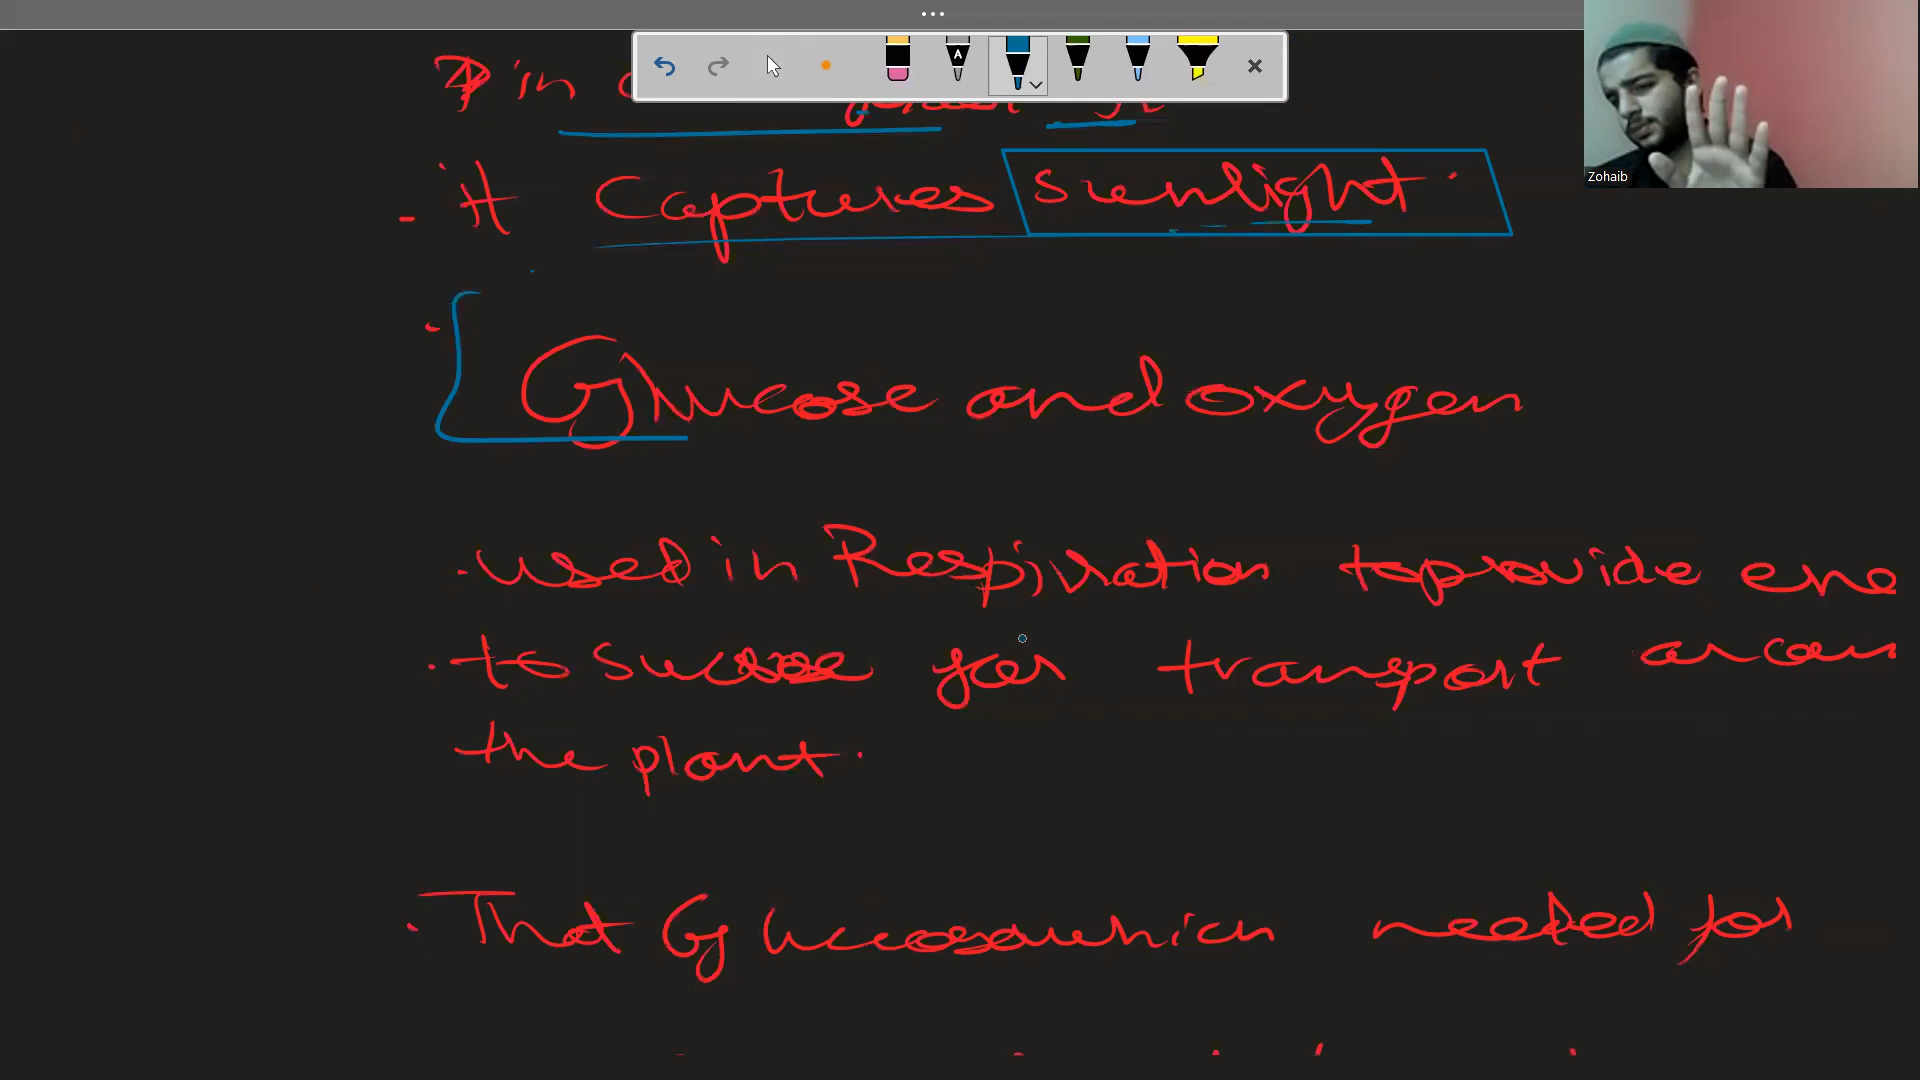 in
- it Captures sunlight.
Zohaib
Glucose and oxygen
. used in Respiration to provide ene
. to for transport aroun
the plant.
. That Glucose which needed for